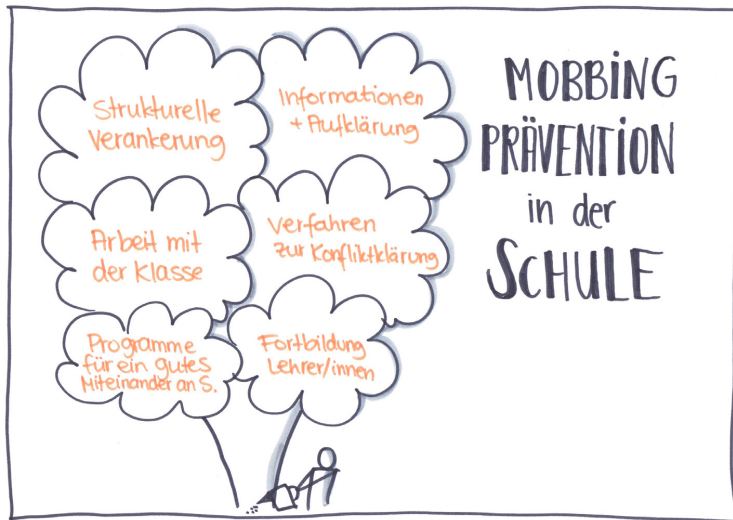 MOBBING
PRÄVENTION
in der
SCHULE
Strukturelle
Verankerung
Informationen
+ Aufklärung
Arbeit mit
der Klasse
Verfahren
zur Konfliktklärung
Programme
für ein gutes
Miteinander an S.
Fortbildung
Lehrer/innen